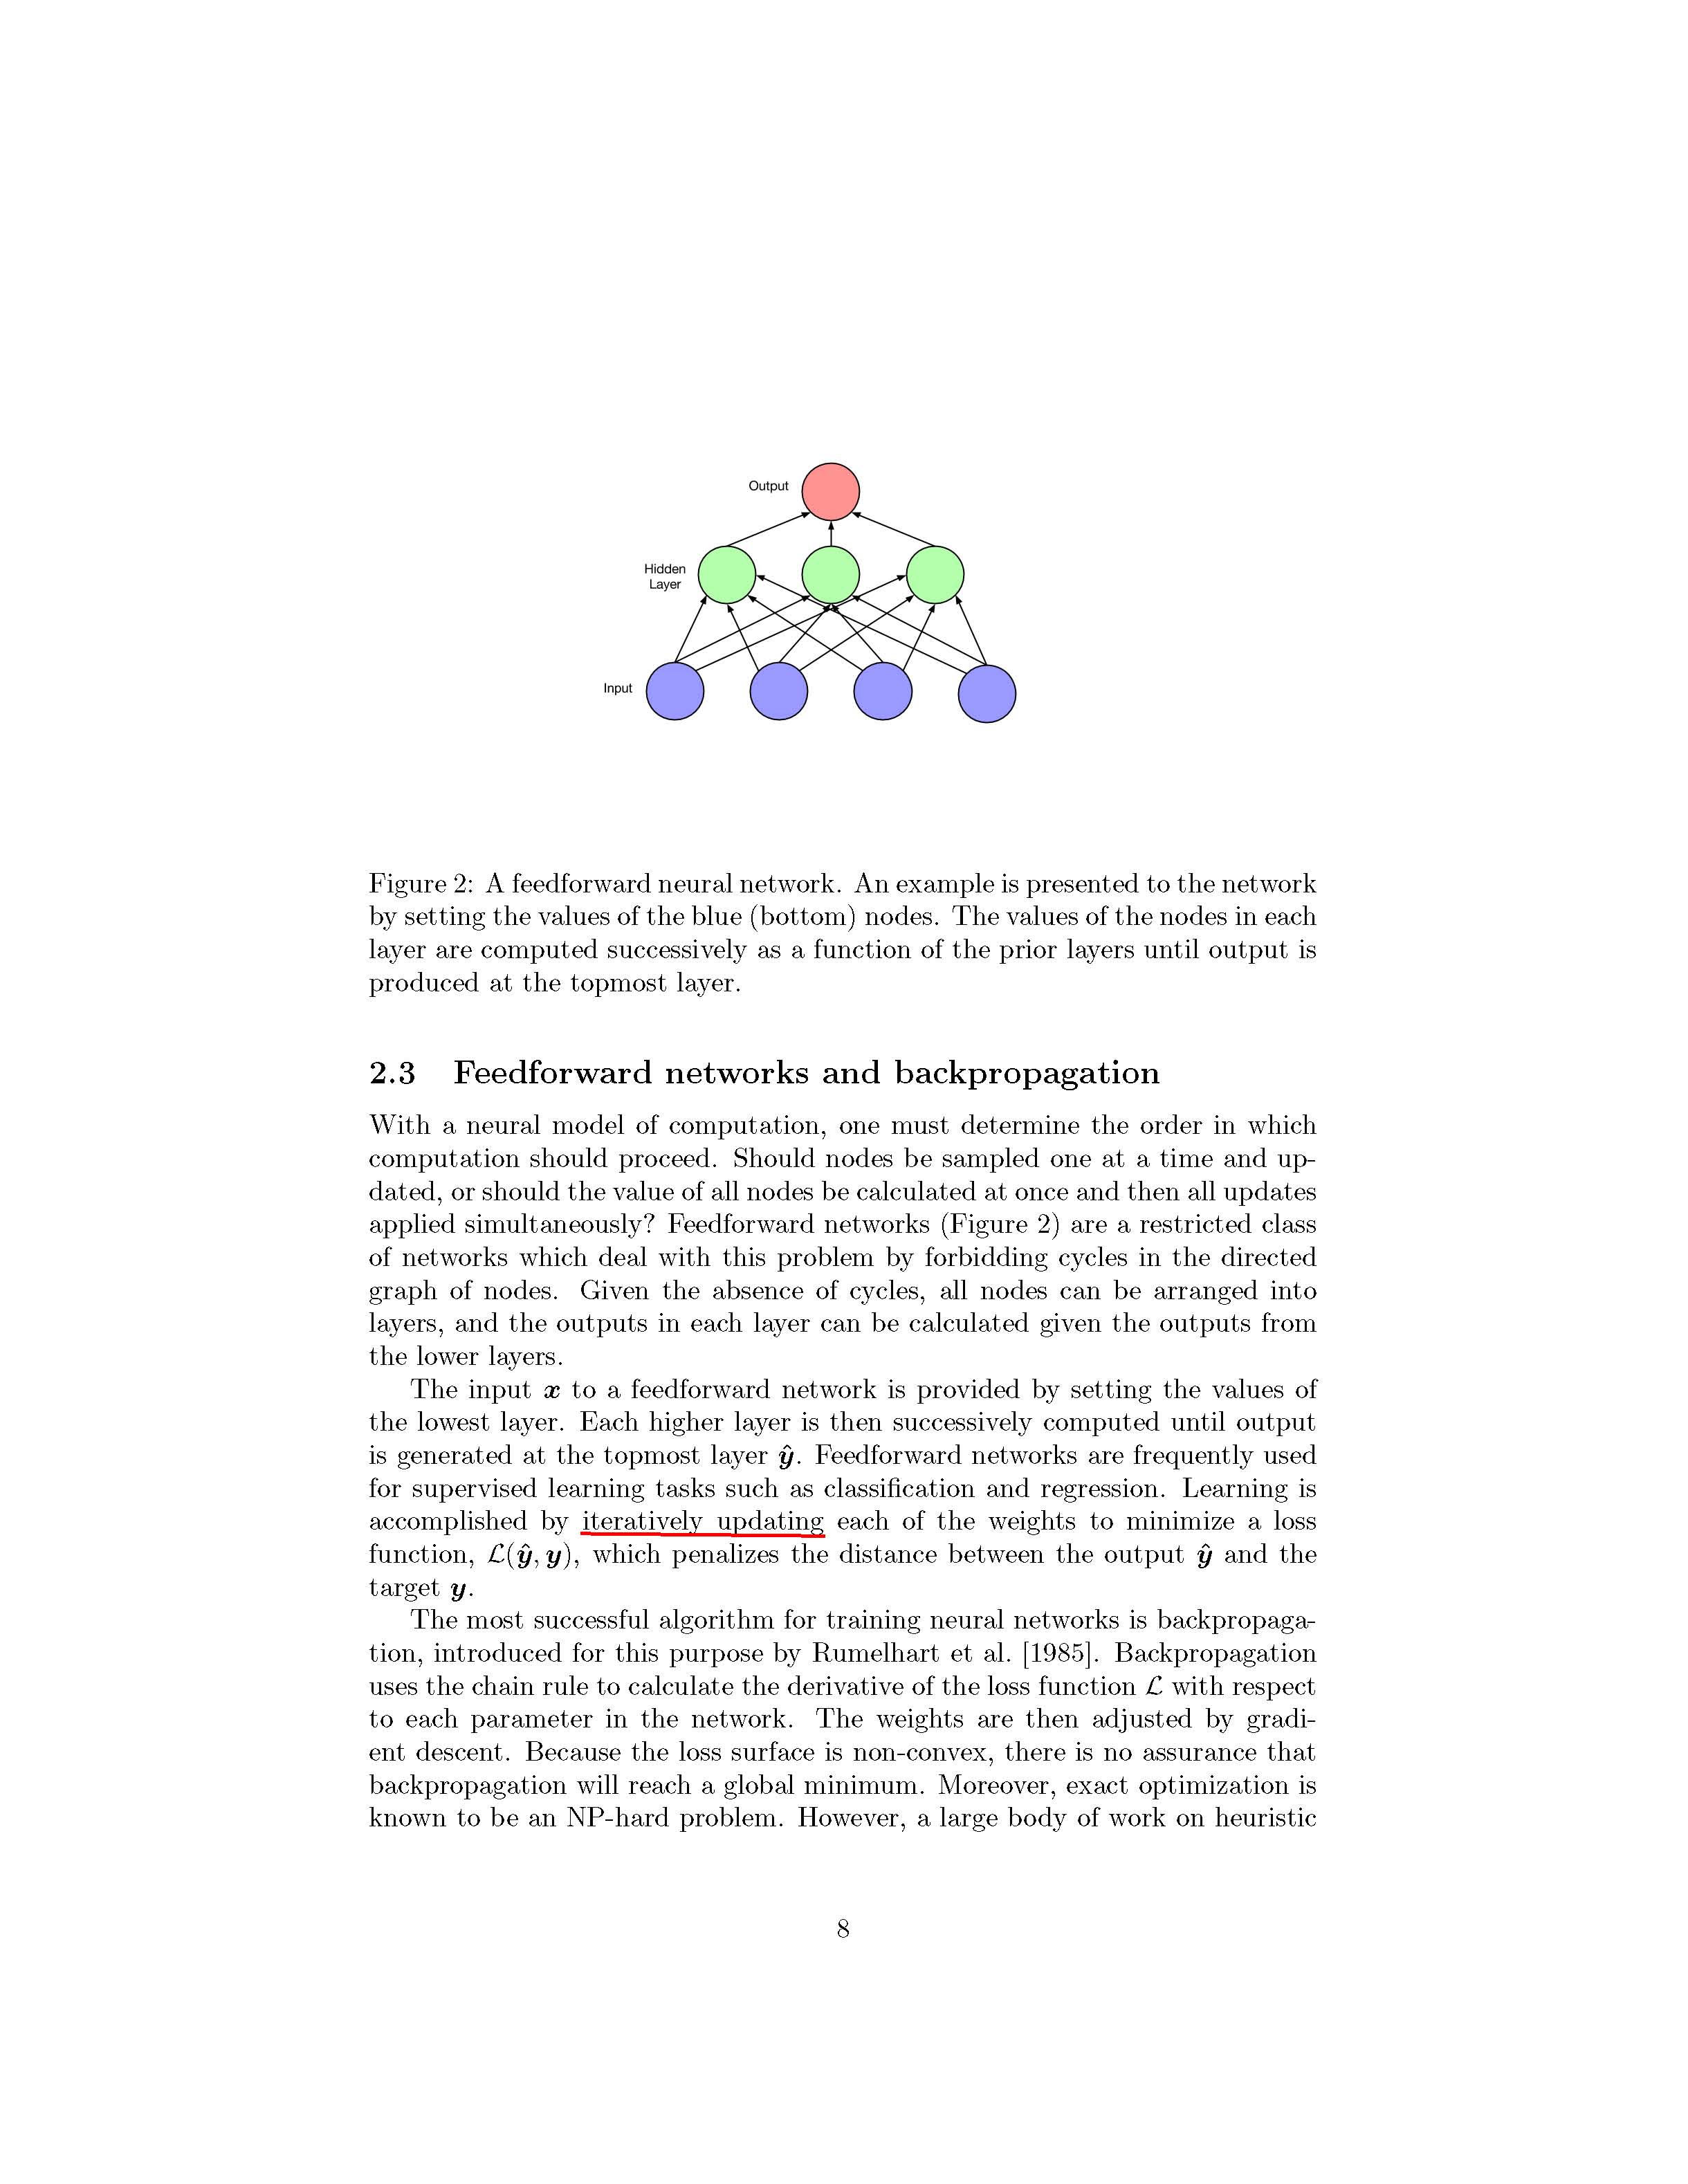 Output
Hidden
Layer
Input
Figure 2: A feedforward neural network. An example is presented to the network
by setting the values of the blue (bottom) nodes. The values of the nodes in each
layer are computed successively as a function of the prior layers until output is
produced at the topmost layer.
2.3 Feedforward networks and backpropagation
With a neural model of computation, one must determine the order in which
computation should proceed. Should nodes be sampled one at a time and up-
dated, or should the value of all nodes be calculated at once and then all updates
applied simultaneously? Feedforward networks (Figure 2) are a restricted class
of networks which deal with this problem by forbidding cycles in the directed
graph of nodes. Given the absence of cycles, all nodes can be arranged into
layers, and the outputs in each layer can be calculated given the outputs from
the lower layers.
The input x to a feedforward network is provided by setting the values of
the lowest layer. Each higher layer is then successively computed until output
is generated at the topmost layer ŷ. Feedforward networks are frequently used
for supervised learning tasks such as classification and regression. Learning is
accomplished by iteratively updating each of the weights to minimize a loss
function, ℒ(ŷ, y), which penalizes the distance between the output ŷ and the
target y.
The most successful algorithm for training neural networks is backpropaga-
tion, introduced for this purpose by Rumelhart et al. [1985]. Backpropagation
uses the chain rule to calculate the derivative of the loss function ℒ with respect
to each parameter in the network. The weights are then adjusted by gradi-
ent descent. Because the loss surface is non-convex, there is no assurance that
backpropagation will reach a global minimum. Moreover, exact optimization is
known to be an NP-hard problem. However, a large body of work on heuristic
8